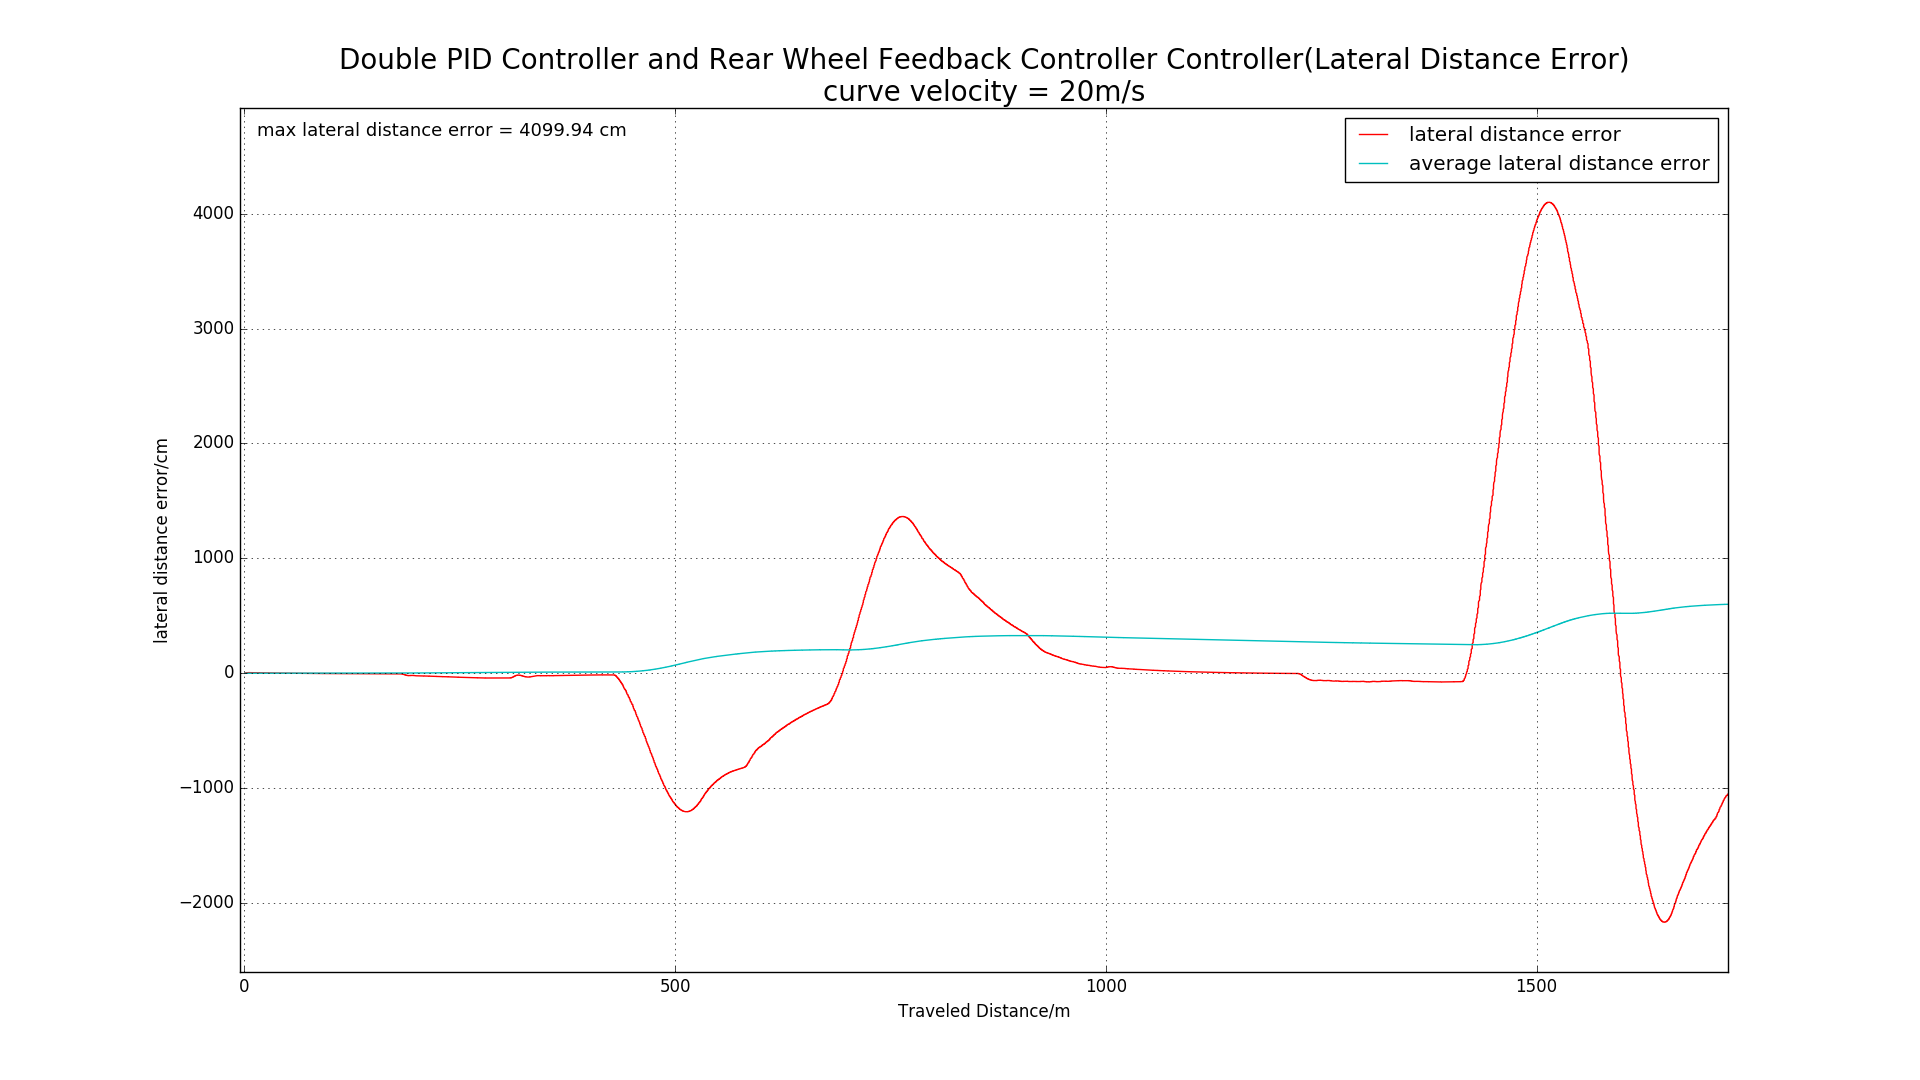 Double PID Controller and Rear Wheel Feedback Controller Controller(Lateral Distance Error)
curve velocity = 20m/s
max lateral distance error = 4099.94 cm
lateral distance error
average lateral distance error
4000
3000
2000
1000
0
−1000
−2000
lateral distance error/cm
0 500 1000 1500
Traveled Distance/m